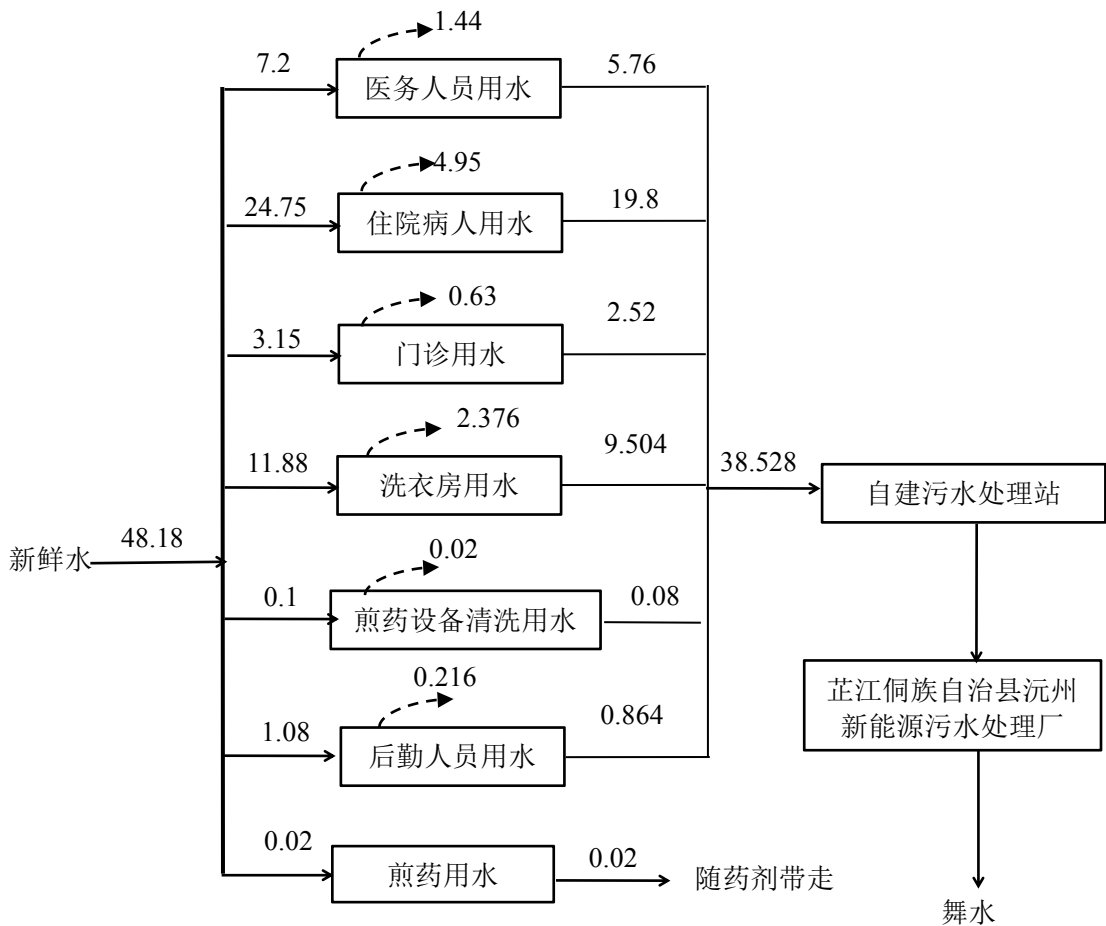 1.44
7.2
医务人员用水
5.76
4.95
24.75
住院病人用水
19.8
0.63
3.15
门诊用水
2.52
2.376
11.88
洗衣房用水
9.504
38.528
自建污水处理站
新鲜水
48.18
0.02
0.1
煎药设备清洗用水
0.08
0.216
1.08
后勤人员用水
0.864
芷江侗族自治县沅州
新能源污水处理厂
0.02
煎药用水
0.02
随药剂带走
舞水